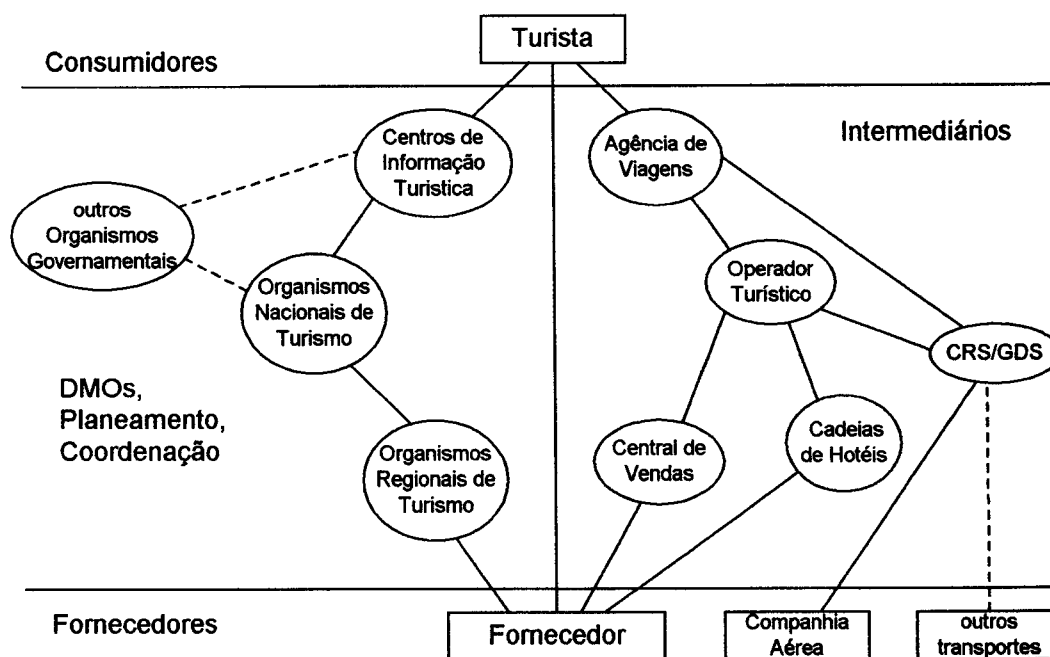 Turista
Consumidores
Centros de
Informação
Turistica
Agência de
Viagens
Intermediários
outros
Organismos
Governamentais
Organismos
Nacionais de
Turismo
Operador
Turístico
CRS/GDS
DMOs,
Planeamento,
Coordenação
Organismos
Regionais de
Turismo
Central de
Vendas
Cadeias
de Hotéis
Fornecedores
Fornecedor
Companhia
Aérea
outros
transportes